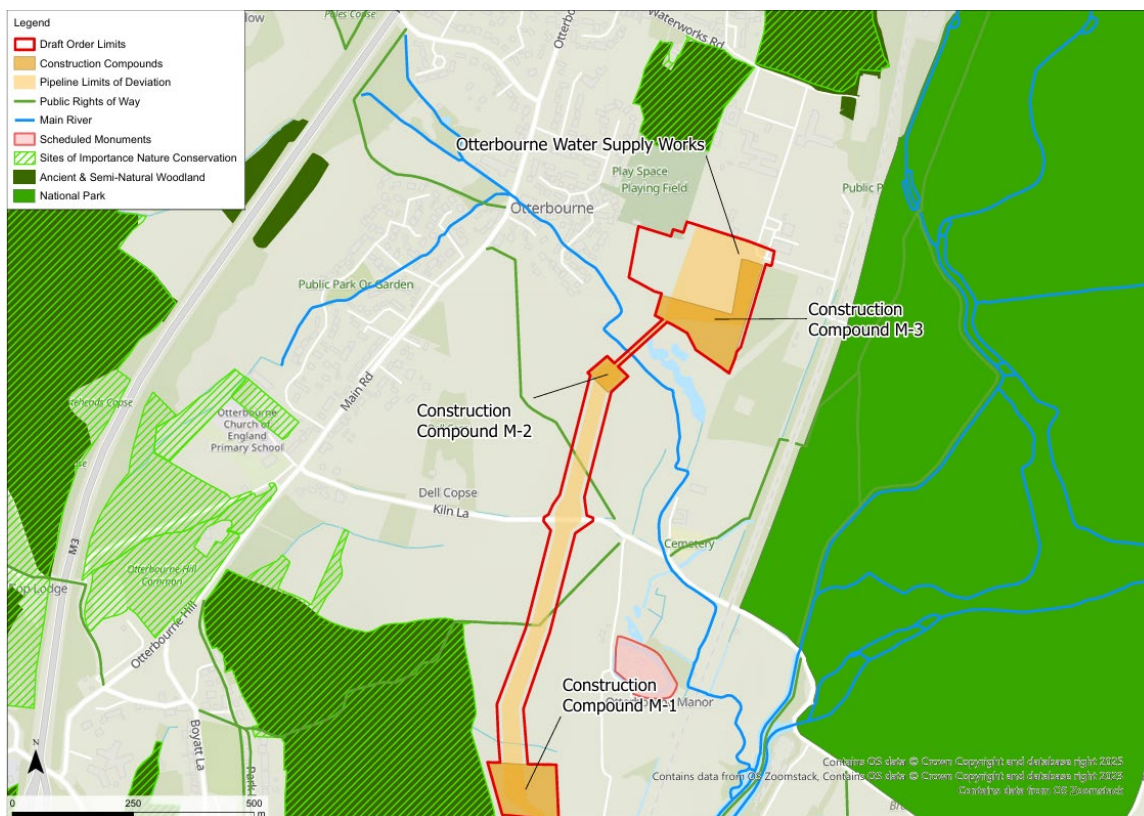 Legend
Draft Order Limits
Construction Compounds
Pipeline Limits of Deviation
Public Rights of Way
Main River
Scheduled Monuments
Sites of Importance Nature Conservation
Ancient & Semi-Natural Woodland
National Park
Poles Copse
Waterworks Rd
Otterbourne Water Supply Works
Play Space
Playing Field
Public
Otterbourne
Public Park Or Garden
Construction
Compound M-3
Main Rd
Construction
Compound M-2
Otterbourne
Church of
England
Primary School
Dell Copse
Kiln La
Cemetery
M3
Otterbourne Hill
Common
Lodge
Otterbourne Hill
Construction
Compound M-1
Manor
Boyatt La
Park
N
0
250
500
m
Contains OS data © Crown Copyright and database right 2025
Contains data from OS Zoomstack, Contains OS data © Crown Copyright and database right 2025
Contains data from OS Zoomstack